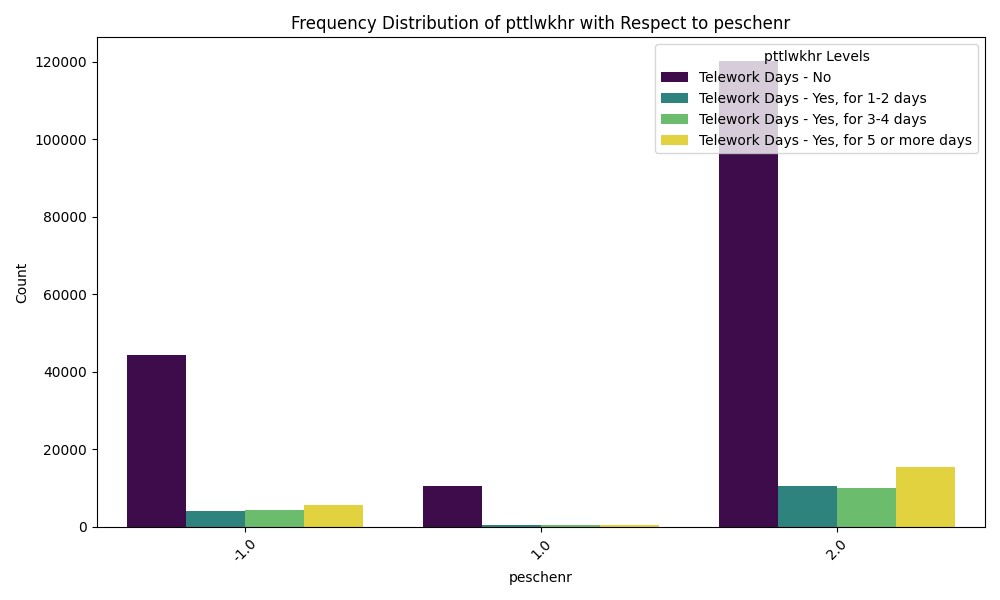 Frequency Distribution of pttlwkhr with Respect to peschenr
pttlwkhr Levels
Telework Days - No
Telework Days - Yes, for 1-2 days
Telework Days - Yes, for 3-4 days
Telework Days - Yes, for 5 or more days
120000
100000
80000
60000
40000
20000
0
Count
-1.0
1.0
2.0
peschenr